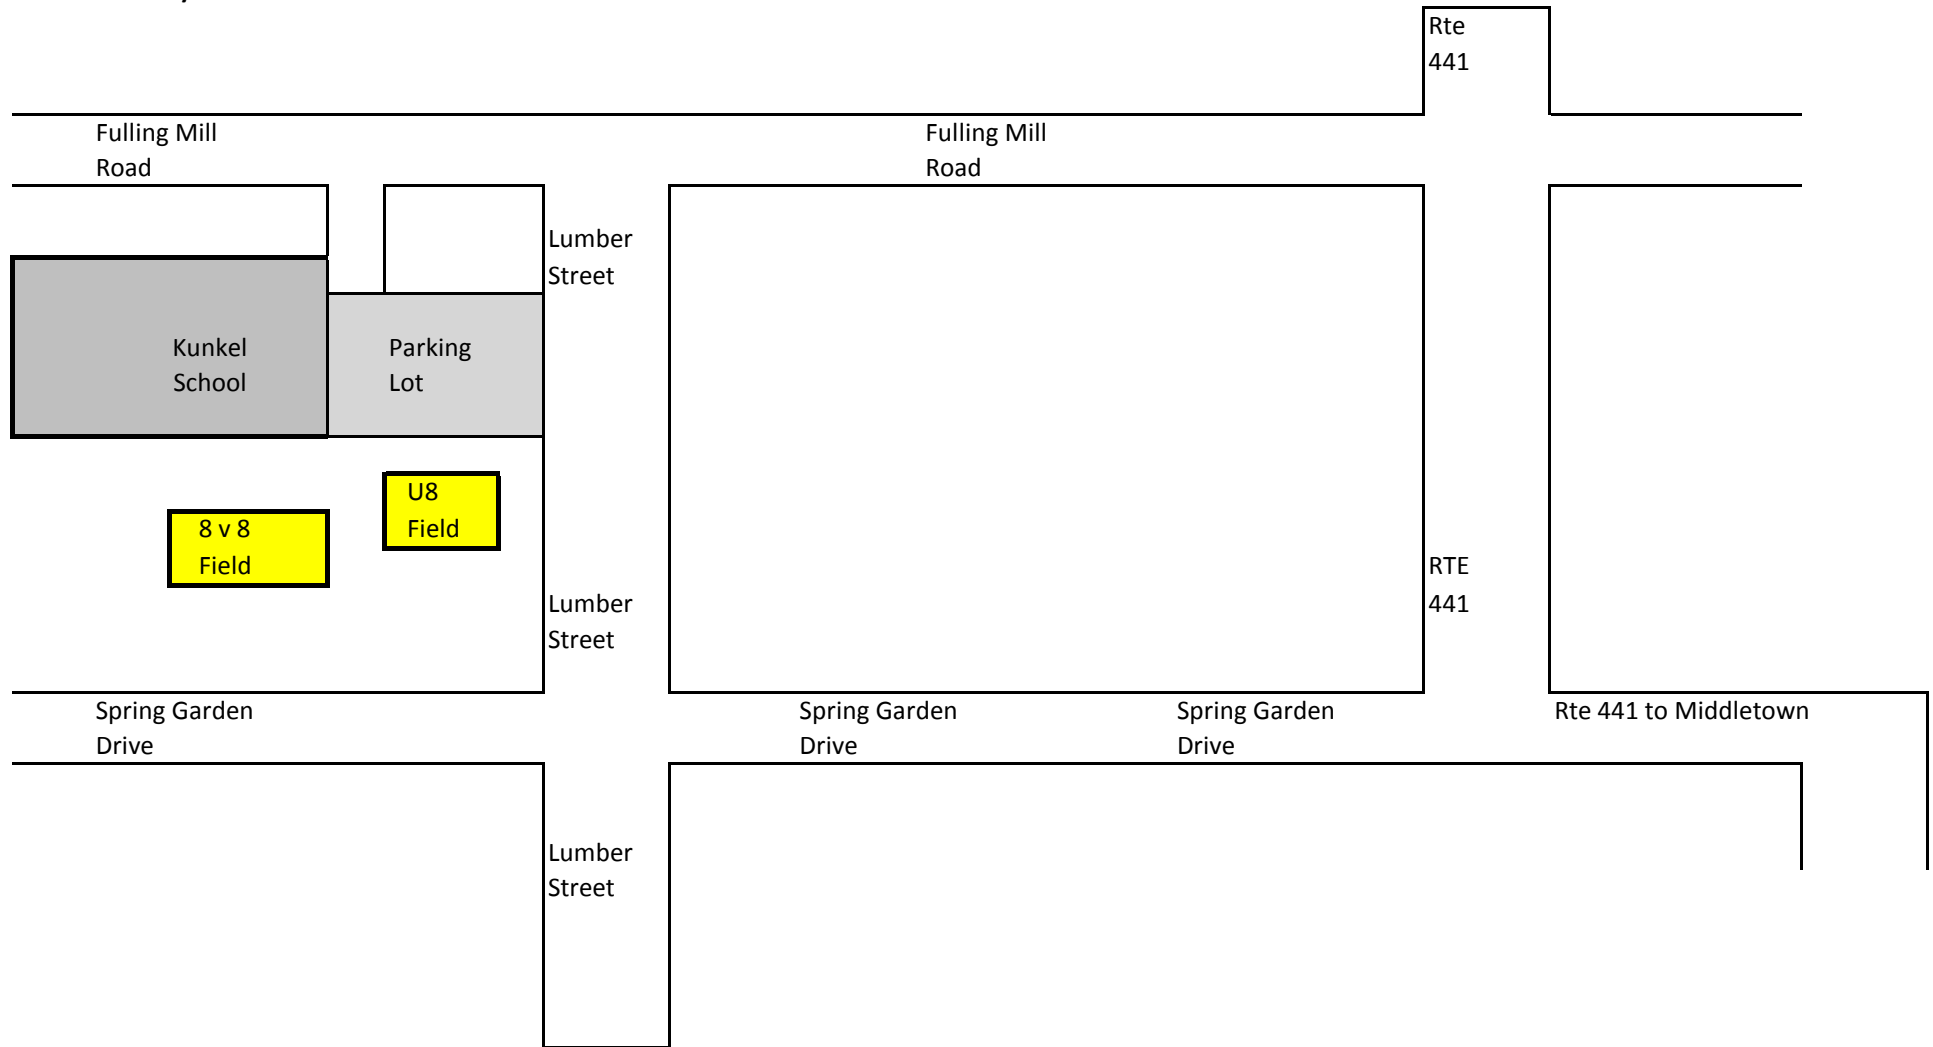 Rte
441
Fulling Mill
Road
Fulling Mill
Road
Lumber
Street
Kunkel
School
Parking
Lot
U8
Field
8 v 8
Field
RTE
441
Lumber
Street
Spring Garden
Drive
Spring Garden
Drive
Spring Garden
Drive
Rte 441 to Middletown
Lumber
Street